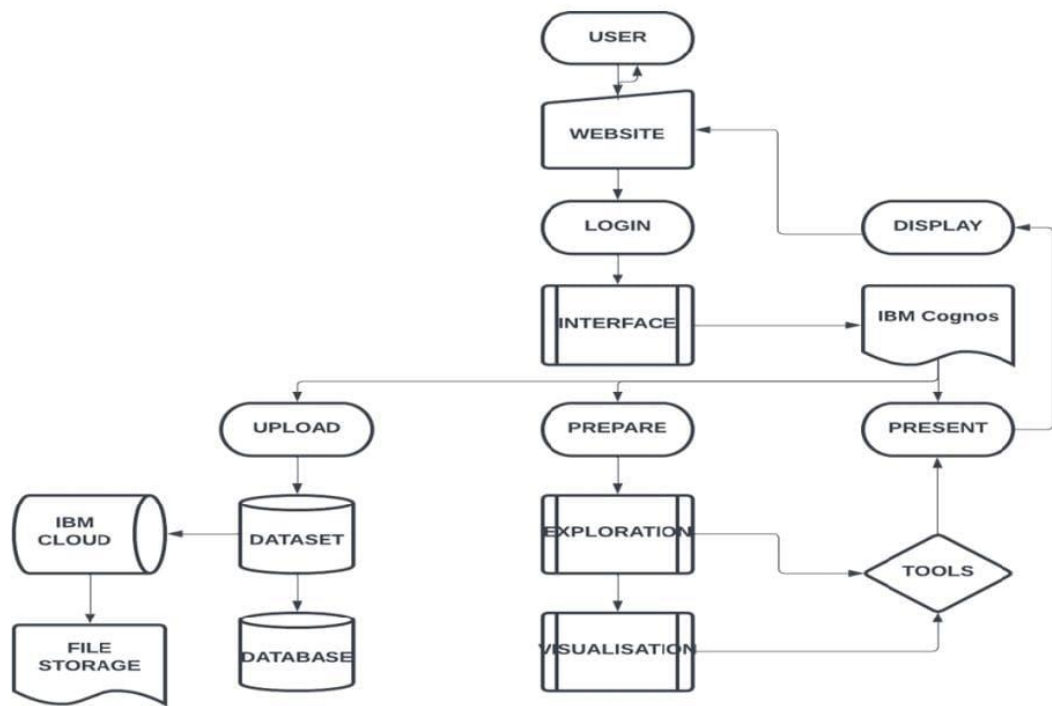 USER
WEBSITE
LOGIN
DISPLAY
INTERFACE
IBM Cognos
UPLOAD
PREPARE
PRESENT
IBM
CLOUD
DATASET
EXPLORATION
TOOLS
FILE
STORAGE
DATABASE
VISUALISATION